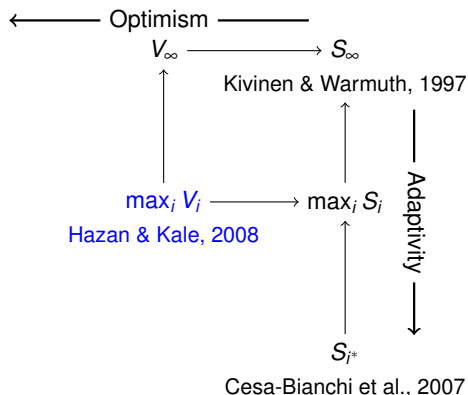 Optimism
V∞ S∞
Kivinen & Warmuth, 1997
Adaptivity
maxᵢ Vᵢ maxᵢ Sᵢ
Hazan & Kale, 2008
Sᵢ*
Cesa-Bianchi et al., 2007